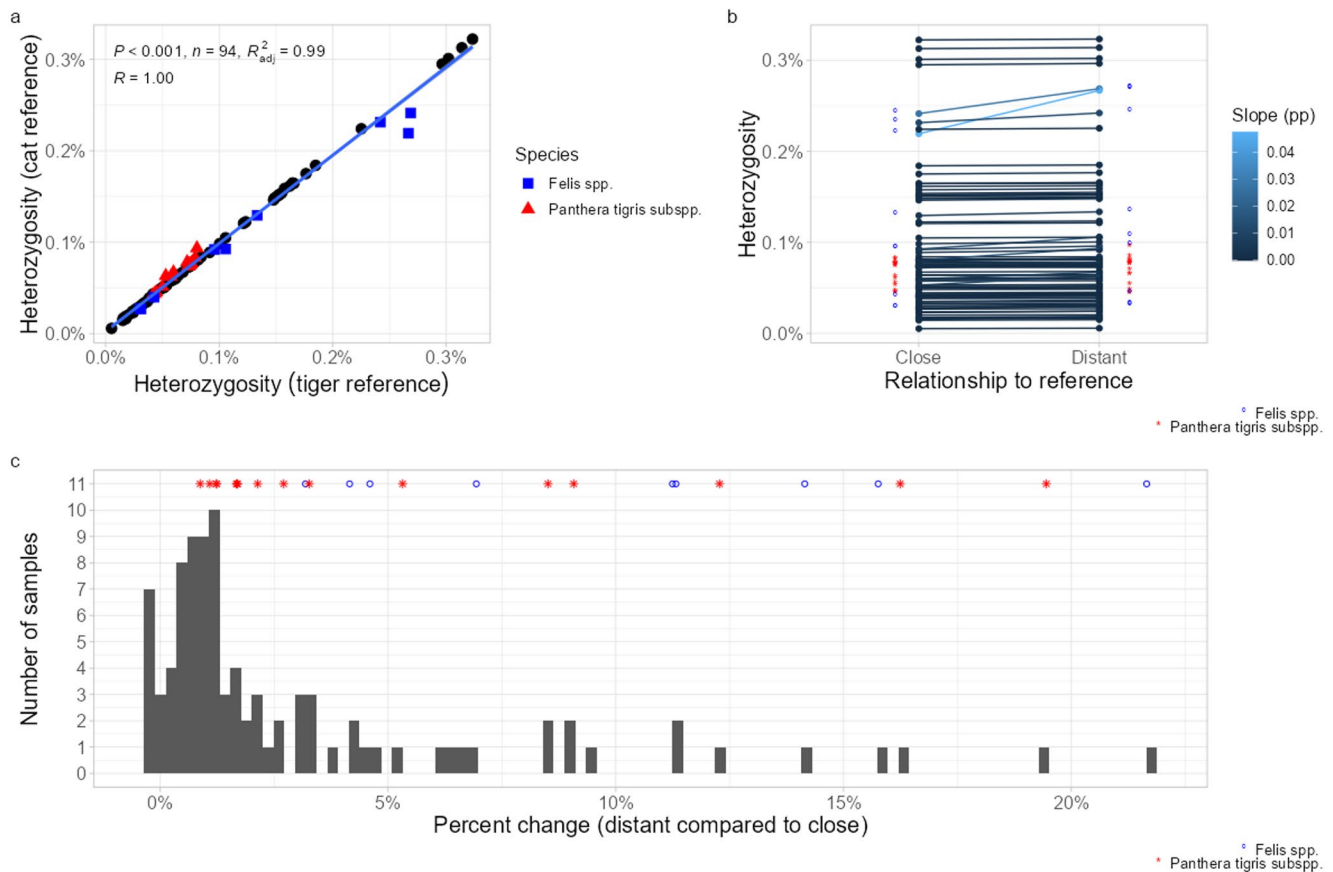 a
Heterozygosity (cat reference)
0.3%
0.2%
0.1%
0.0%
P < 0.001, n = 94, R²adj = 0.99
R = 1.00
0.0% 0.1% 0.2% 0.3%
Heterozygosity (tiger reference)
Species
Felis spp.
Panthera tigris subspp.
b
Heterozygosity
0.3%
0.2%
0.1%
0.0%
Close Distant
Relationship to reference
Slope (pp)
0.04
0.03
0.02
0.01
0.00
Felis spp.
Panthera tigris subspp.
c
Number of samples
11
10
9
8
7
6
5
4
3
2
1
0
0% 5% 10% 15% 20%
Percent change (distant compared to close)
Felis spp.
Panthera tigris subspp.